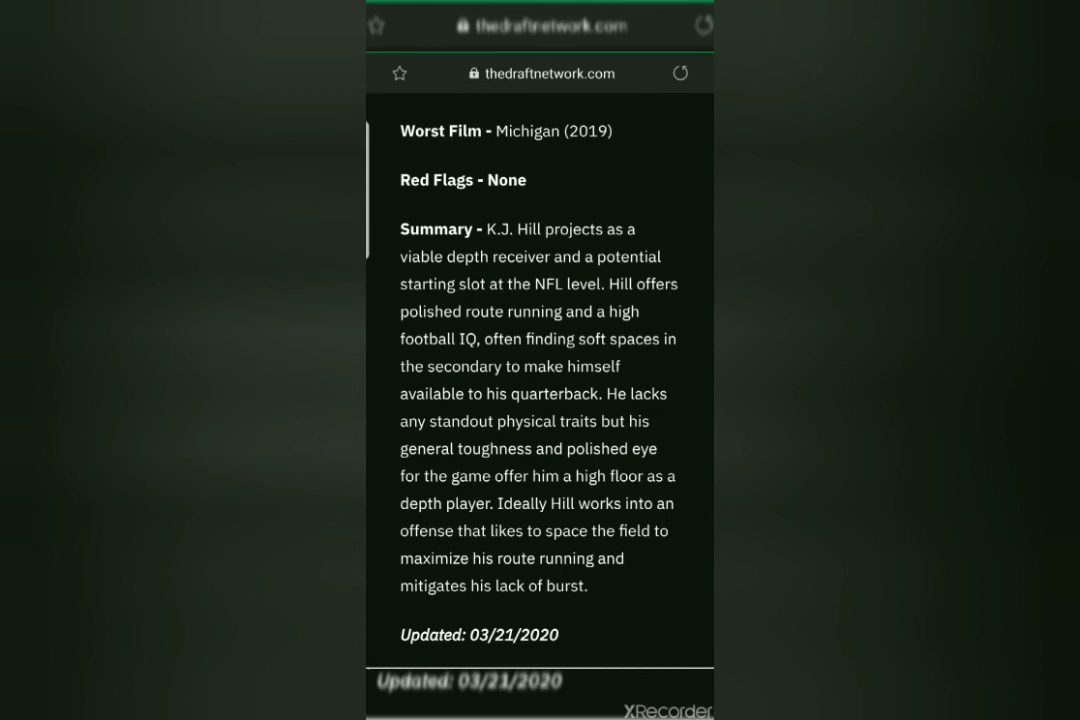 thedraftnetwork.com
thedraftnetwork.com
Worst Film - Michigan (2019)
Red Flags - None
Summary - K.J. Hill projects as a
viable depth receiver and a potential
starting slot at the NFL level. Hill offers
polished route running and a high
football IQ, often finding soft spaces in
the secondary to make himself
available to his quarterback. He lacks
any standout physical traits but his
general toughness and polished eye
for the game offer him a high floor as a
depth player. Ideally Hill works into an
offense that likes to space the field to
maximize his route running and
mitigates his lack of burst.
Updated: 03/21/2020
Updated: 03/21/2020
XRecorder